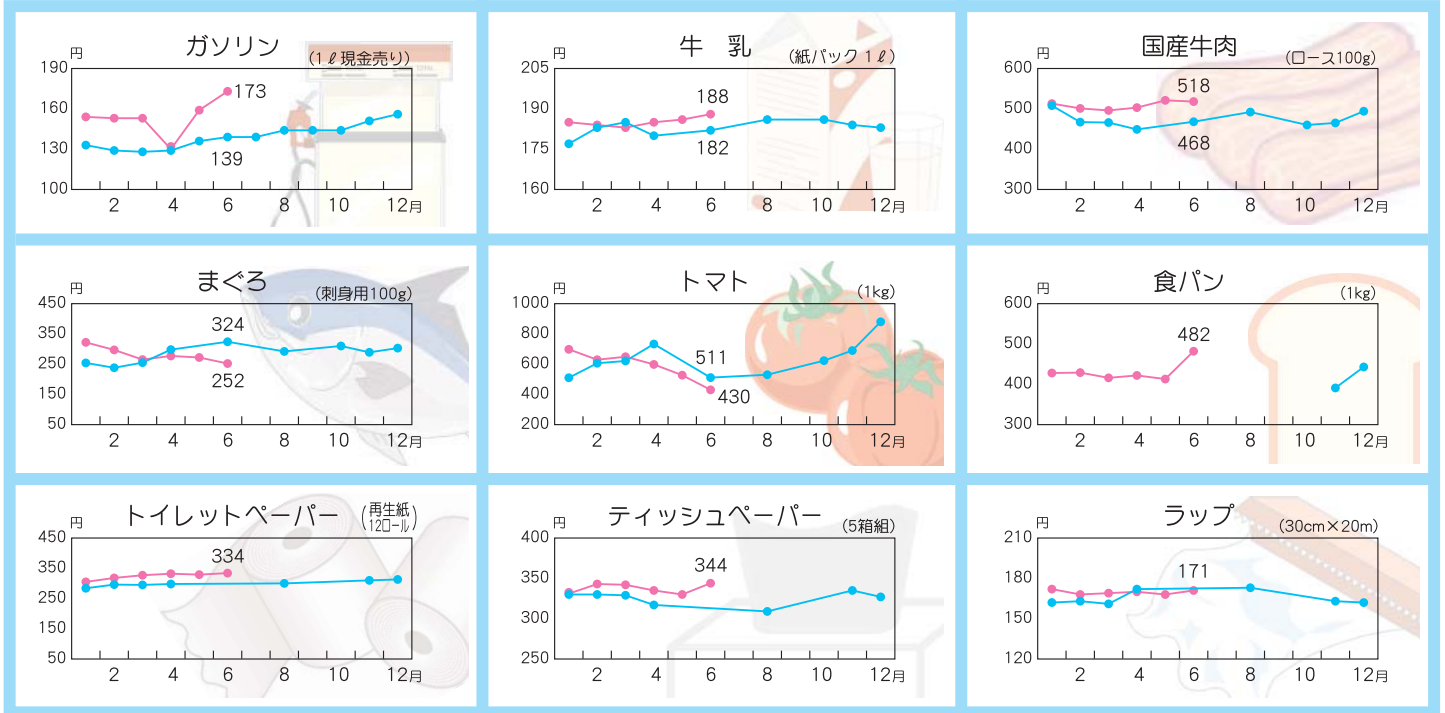 ガソリン
円
(1ℓ現金売り)
190
160
130
100
173
139
2 4 6 8 10 12月
牛　乳
円
(紙パック 1ℓ)
205
190
175
160
188
182
2 4 6 8 10 12月
国産牛肉
円
(ロース100g)
600
500
400
300
518
468
2 4 6 8 10 12月
まぐろ
円
(刺身用100g)
450
350
250
150
50
324
252
2 4 6 8 10 12月
トマト
円
(1kg)
1000
800
600
400
200
511
430
2 4 6 8 10 12月
食パン
円
(1kg)
600
500
400
300
482
2 4 6 8 10 12月
トイレットペーパー
円
(再生紙
12ロール)
450
350
250
150
50
334
2 4 6 8 10 12月
ティッシュペーパー
円
(5箱組)
400
350
300
250
344
2 4 6 8 10 12月
ラップ
円
(30cm×20m)
210
180
150
120
171
2 4 6 8 10 12月